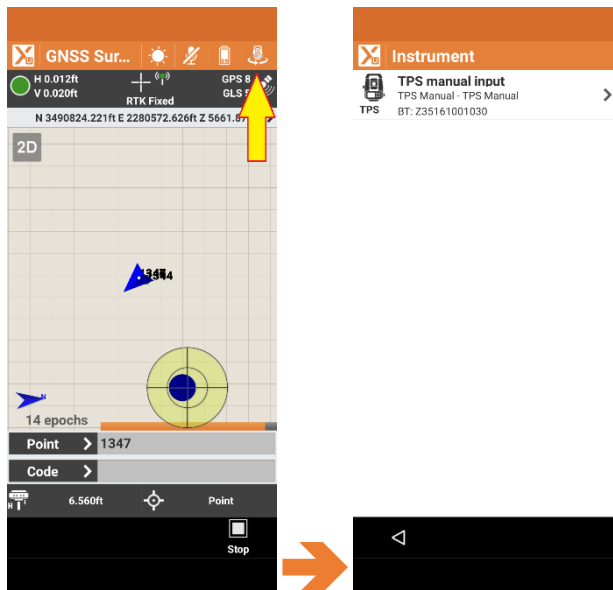 GNSS Sur...
H 0.012ft
V 0.020ft
RTK Fixed
GPS 8
GLS 5
N 3490824.221ft E 2280572.626ft Z 5661.8
2D
N
14 epochs
Point 1347
Code
H
6.560ft
Point
Stop
Instrument
TPS manual input
TPS Manual - TPS Manual
TPS
BT: Z35161001030